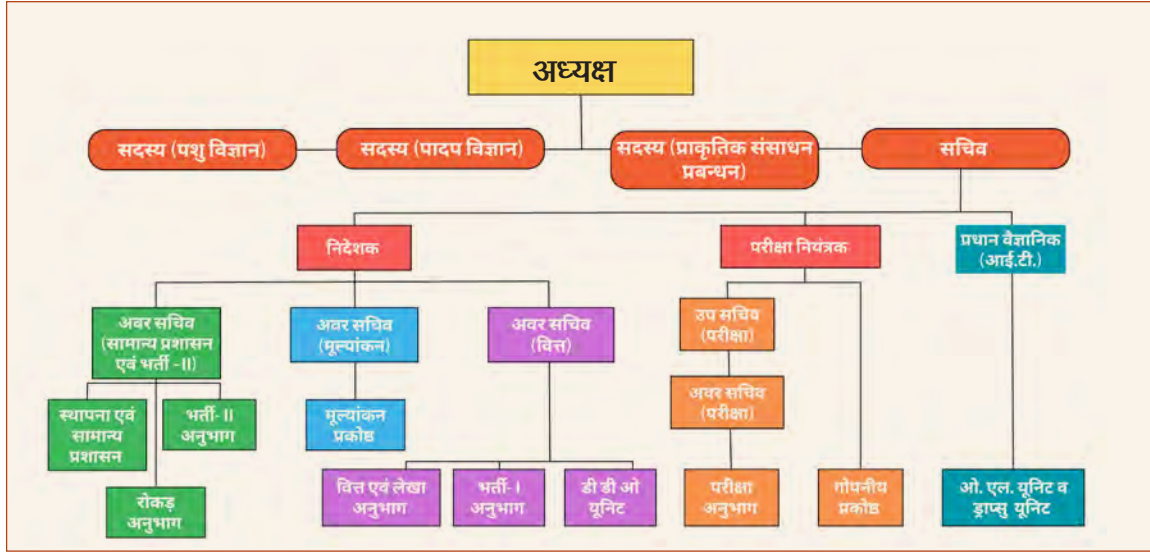 अध्यक्ष
सदस्य (पशु विज्ञान)
सदस्य (पादप विज्ञान)
सदस्य (प्राकृतिक संसाधन
प्रबन्धन)
सचिव
निदेशक
परीक्षा नियंत्रक
प्रधान वैज्ञानिक
(आई.टी.)
अवर सचिव
(सामान्य प्रशासन
एवं भर्ती -II)
अवर सचिव
(मूल्यांकन)
अवर सचिव
(वित्त)
उप सचिव
(परीक्षा)
अवर सचिव
(परीक्षा)
स्थापना एवं
सामान्य
प्रशासन
भर्ती- II
अनुभाग
रोकड़
अनुभाग
मूल्यांकन
प्रकोष्ठ
वित्त एवं लेखा
अनुभाग
भर्ती- I
अनुभाग
डी डी ओ
यूनिट
परीक्षा
अनुभाग
गोपनीय
प्रकोष्ठ
ओ. एल. यूनिट व
ड्राप्सु यूनिट